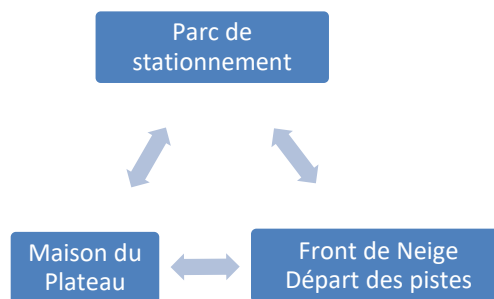 Parc de
stationnement
Maison du
Plateau
Front de Neige
Départ des pistes